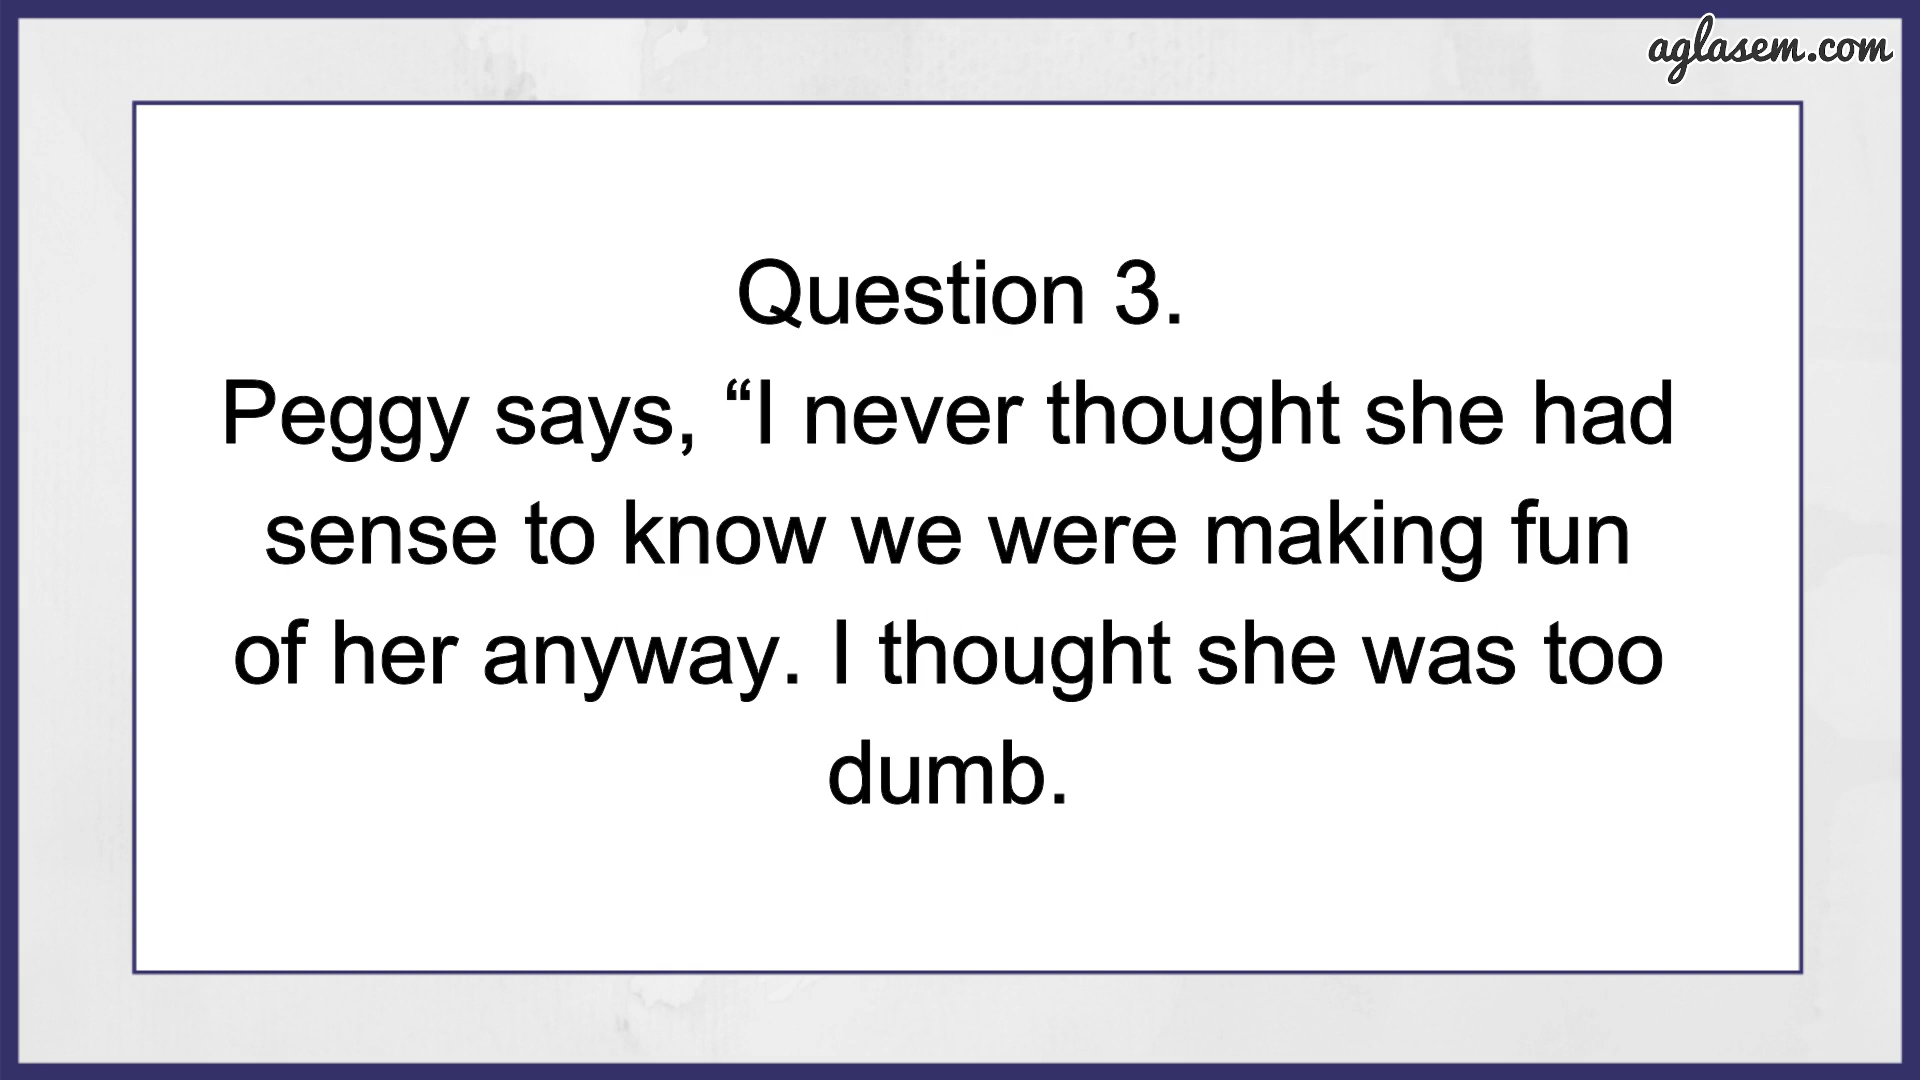 aglasem.com
Question 3.
Peggy says, “I never thought she had
sense to know we were making fun
of her anyway. I thought she was too
dumb.